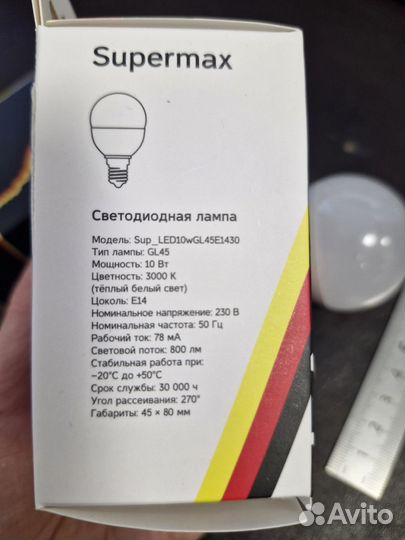 Supermax
Светодиодная лампа
Модель: Sup_LED10wGL45E1430
Тип лампы: GL45
Мощность: 10 Вт
Цветность: 3000 К
(тёплый белый свет)
Цоколь: E14
Номинальное напряжение: 230 В
Номинальная частота: 50 Гц
Рабочий ток: 78 мА
Световой поток: 800 лм
Стабильная работа при:
−20°C до +50°C
Срок службы: 30 000 ч
Угол рассеивания: 270°
Габариты: 45 × 80 мм
Avito